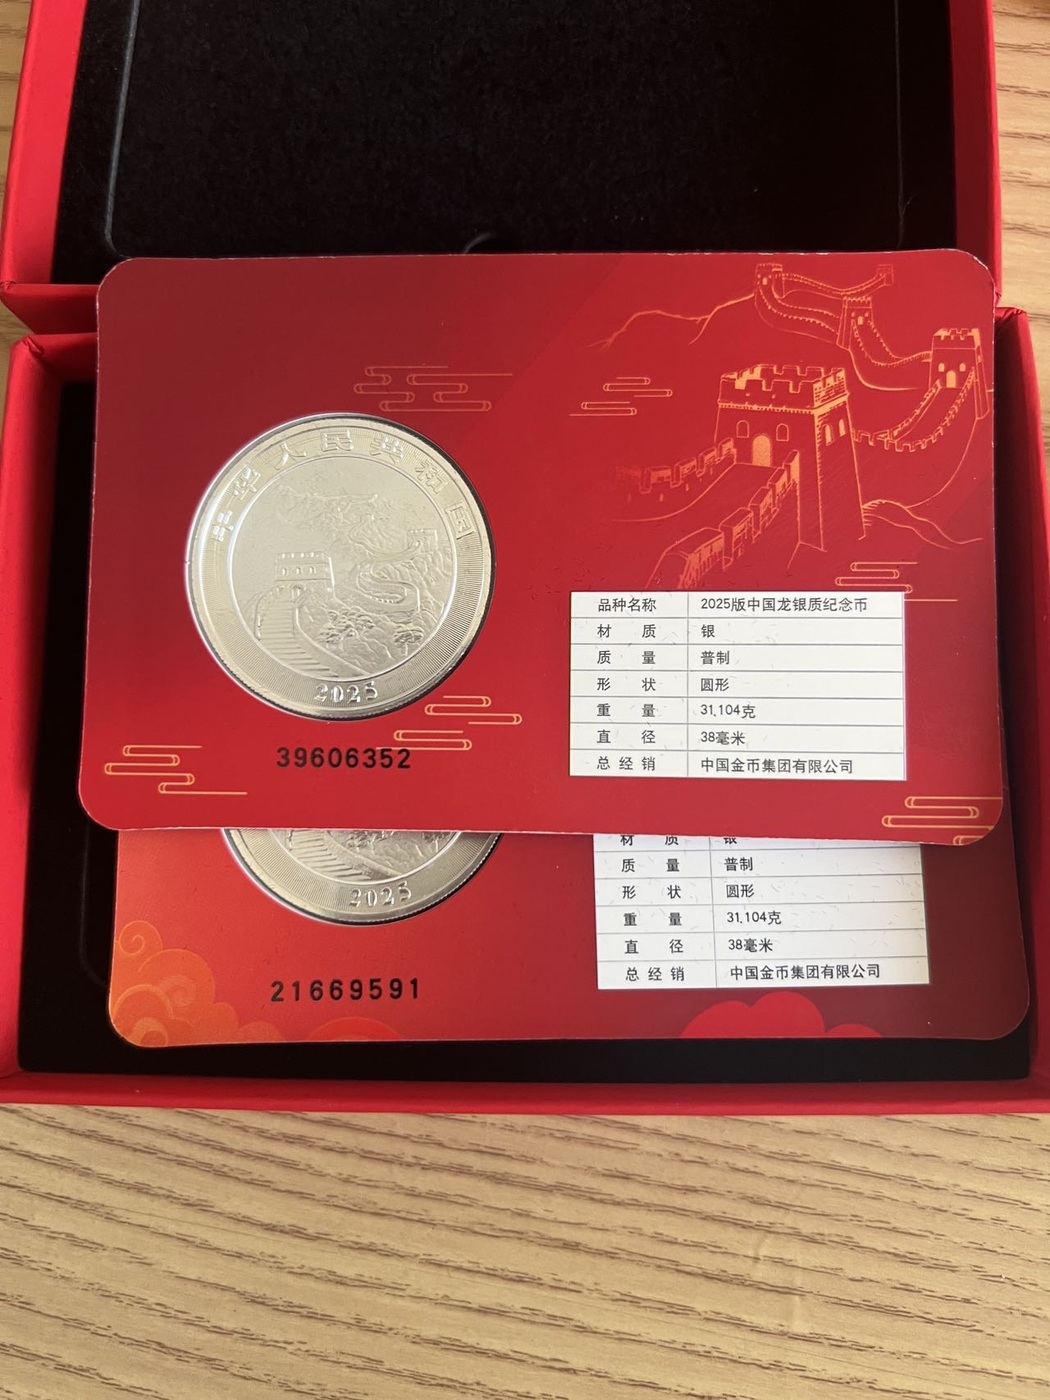 中华人民共和国
2025
39606352
品种名称 2025版中国龙银质纪念币
材 质 银
质 量 普制
形 状 圆形
重 量 31.104克
直 径 38毫米
总经销 中国金币集团有限公司
2025
21669591
材 质 银
质 量 普制
形 状 圆形
重 量 31.104克
直 径 38毫米
总经销 中国金币集团有限公司